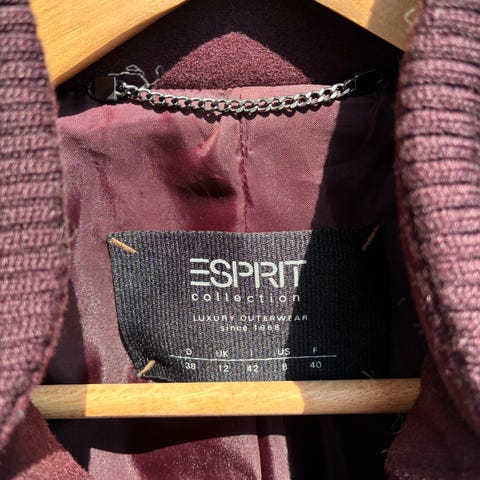 ESPRIT
collection
LUXURY OUTERWEAR
since 1968
D UK I US F
38 12 42 8 40